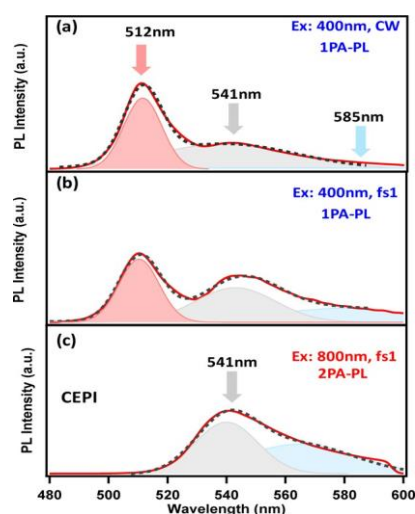 (a)
512nm
Ex: 400nm, CW
1PA-PL
541nm
585nm
PL Intensity (a.u.)
(b)
Ex: 400nm, fs1
1PA-PL
PL Intensity (a.u.)
(c)
541nm
Ex: 800nm, fs1
2PA-PL
CEPI
PL Intensity (a.u.)
480 500 520 540 560 580 600
Wavelength (nm)